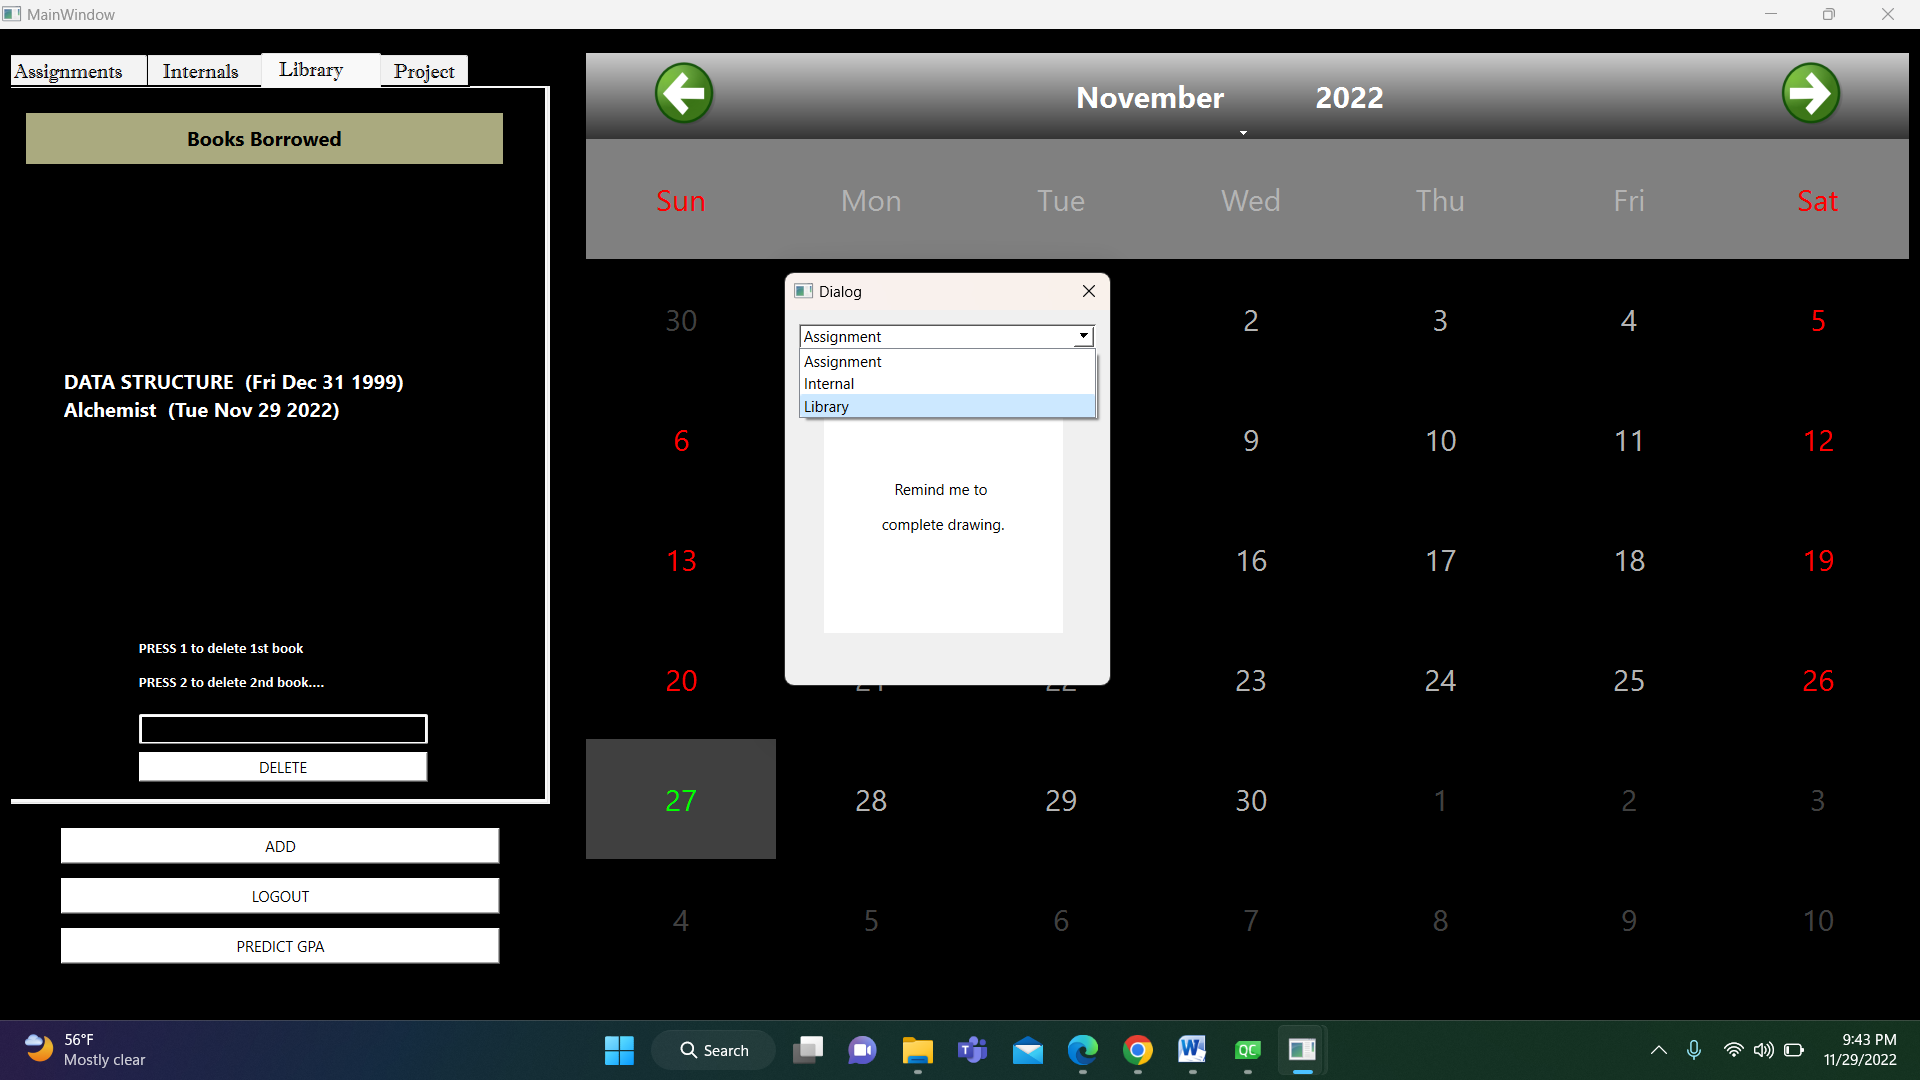 MainWindow
Assignments
Internals
Library
Project
Books Borrowed
DATA STRUCTURE (Fri Dec 31 1999)
Alchemist (Tue Nov 29 2022)
PRESS 1 to delete 1st book
PRESS 2 to delete 2nd book....
DELETE
ADD
LOGOUT
PREDICT GPA
November 2022
Sun Mon Tue Wed Thu Fri Sat
30 2 3 4 5
6 9 10 11 12
13 16 17 18 19
20 23 24 25 26
27 28 29 30 1 2 3
4 5 6 7 8 9 10
Dialog
Assignment
Assignment
Internal
Library
Remind me to
complete drawing.
56°F
Mostly clear
Search
QC
9:43 PM
11/29/2022